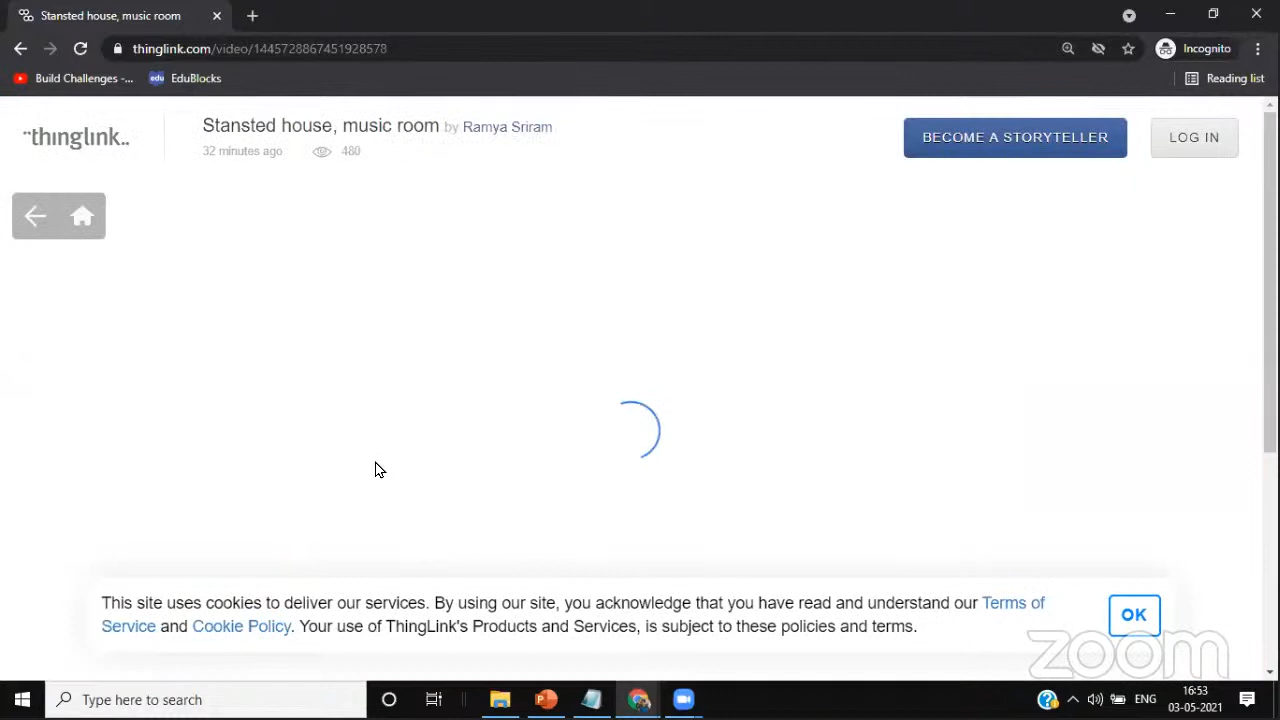 Stansted house, music room
thinglink.com/video/1445728867451928578
Incognito
Build Challenges -...
edu
EduBlocks
Reading list
thinglink..
Stansted house, music room by Ramya Sriram
32 minutes ago
480
BECOME A STORYTELLER
LOG IN
This site uses cookies to deliver our services. By using our site, you acknowledge that you have read and understand our Terms of
Service and Cookie Policy. Your use of ThingLink's Products and Services, is subject to these policies and terms.
OK
zoom
Type here to search
ENG
16:53
03-05-2021